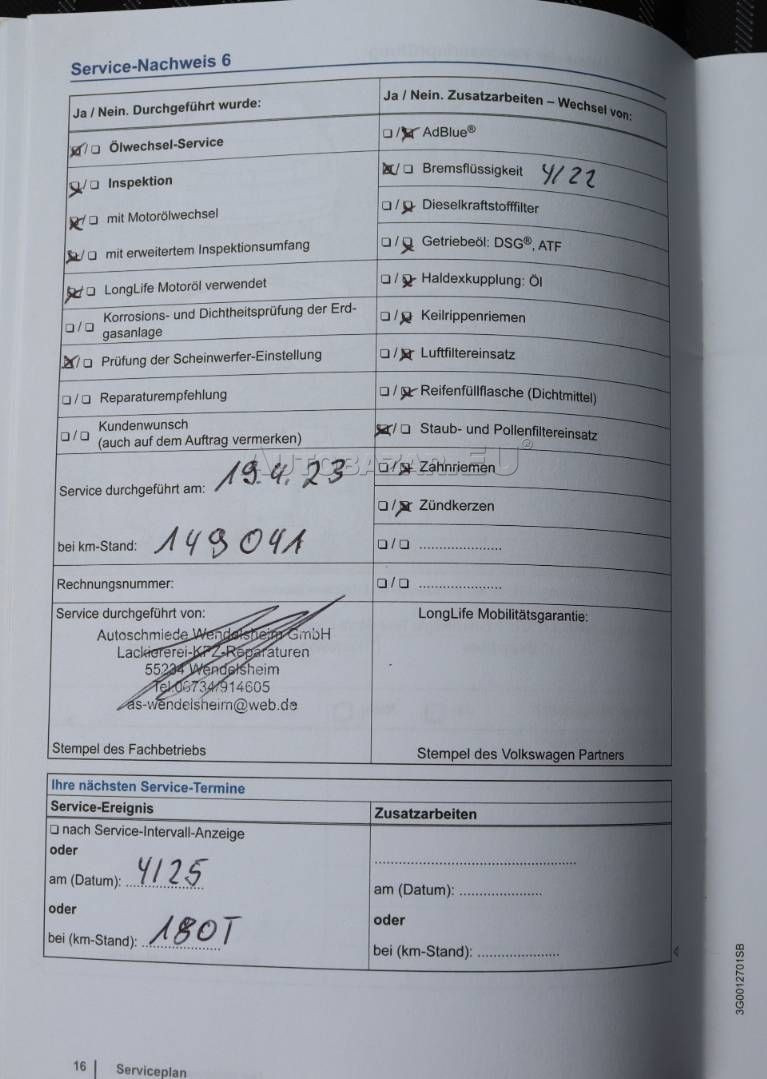 Service-Nachweis 6
Ja / Nein. Durchgeführt wurde:
☒/☐ Ölwechsel-Service
☒/☐ Inspektion
☒/☐ mit Motorölwechsel
☒/☐ mit erweitertem Inspektionsumfang
☒/☐ LongLife Motoröl verwendet
☐/☐ Korrosions- und Dichtheitsprüfung der Erd-
gasanlage
☒/☐ Prüfung der Scheinwerfer-Einstellung
☐/☐ Reparaturempfehlung
☐/☐ Kundenwunsch
(auch auf dem Auftrag vermerken)
Service durchgeführt am: 19.4.23
bei km-Stand: 149041
Rechnungsnummer:
Service durchgeführt von:
Autoschmiede Wendelsheim GmbH
Lackiererei-KFZ-Reparaturen
55234 Wendelsheim
Tel.06734/914605
as-wendelsheim@web.de
Stempel des Fachbetriebs
Ja / Nein. Zusatzarbeiten – Wechsel von:
☐/☒ AdBlue®
☒/☐ Bremsflüssigkeit 4/22
☐/☒ Dieselkraftstofffilter
☐/☒ Getriebeöl: DSG®, ATF
☐/☒ Haldexkupplung: Öl
☐/☒ Keilrippenriemen
☐/☒ Luftfiltereinsatz
☐/☒ Reifenfüllflasche (Dichtmittel)
☒/☐ Staub- und Pollenfiltereinsatz
☐/☒ Zahnriemen
☐/☒ Zündkerzen
☐/☐ ......................
☐/☐ ......................
LongLife Mobilitätsgarantie:
Stempel des Volkswagen Partners
AUTOBAZAR.EU®
Ihre nächsten Service-Termine
Service-Ereignis
☐ nach Service-Intervall-Anzeige
oder
am (Datum): 4/25
oder
bei (km-Stand): 180T
Zusatzarbeiten
......................
am (Datum): ......................
oder
bei (km-Stand): ......................
16 | Serviceplan
3G0012701SB